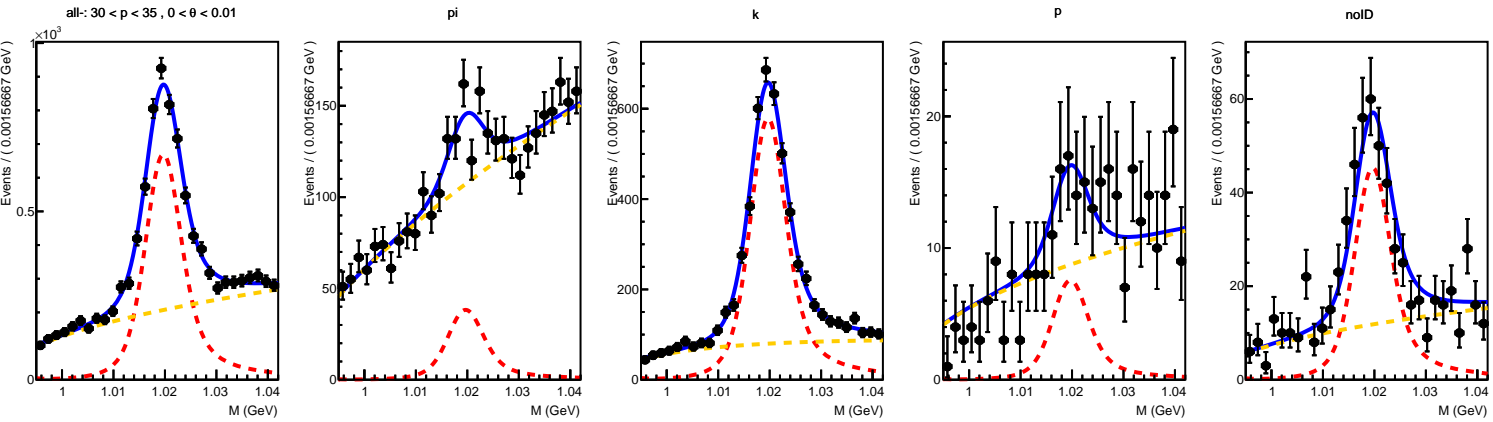 all-: 30 < p < 35 , 0 < θ < 0.01
×10³
1
0.5
0
Events / ( 0.00156667 GeV )
1 1.01 1.02 1.03 1.04
M (GeV)
pi
150
100
50
0
Events / ( 0.00156667 GeV )
1 1.01 1.02 1.03 1.04
M (GeV)
k
600
400
200
0
Events / ( 0.00156667 GeV )
1 1.01 1.02 1.03 1.04
M (GeV)
p
20
10
0
Events / ( 0.00156667 GeV )
1 1.01 1.02 1.03 1.04
M (GeV)
noID
60
40
20
0
Events / ( 0.00156667 GeV )
1 1.01 1.02 1.03 1.04
M (GeV)